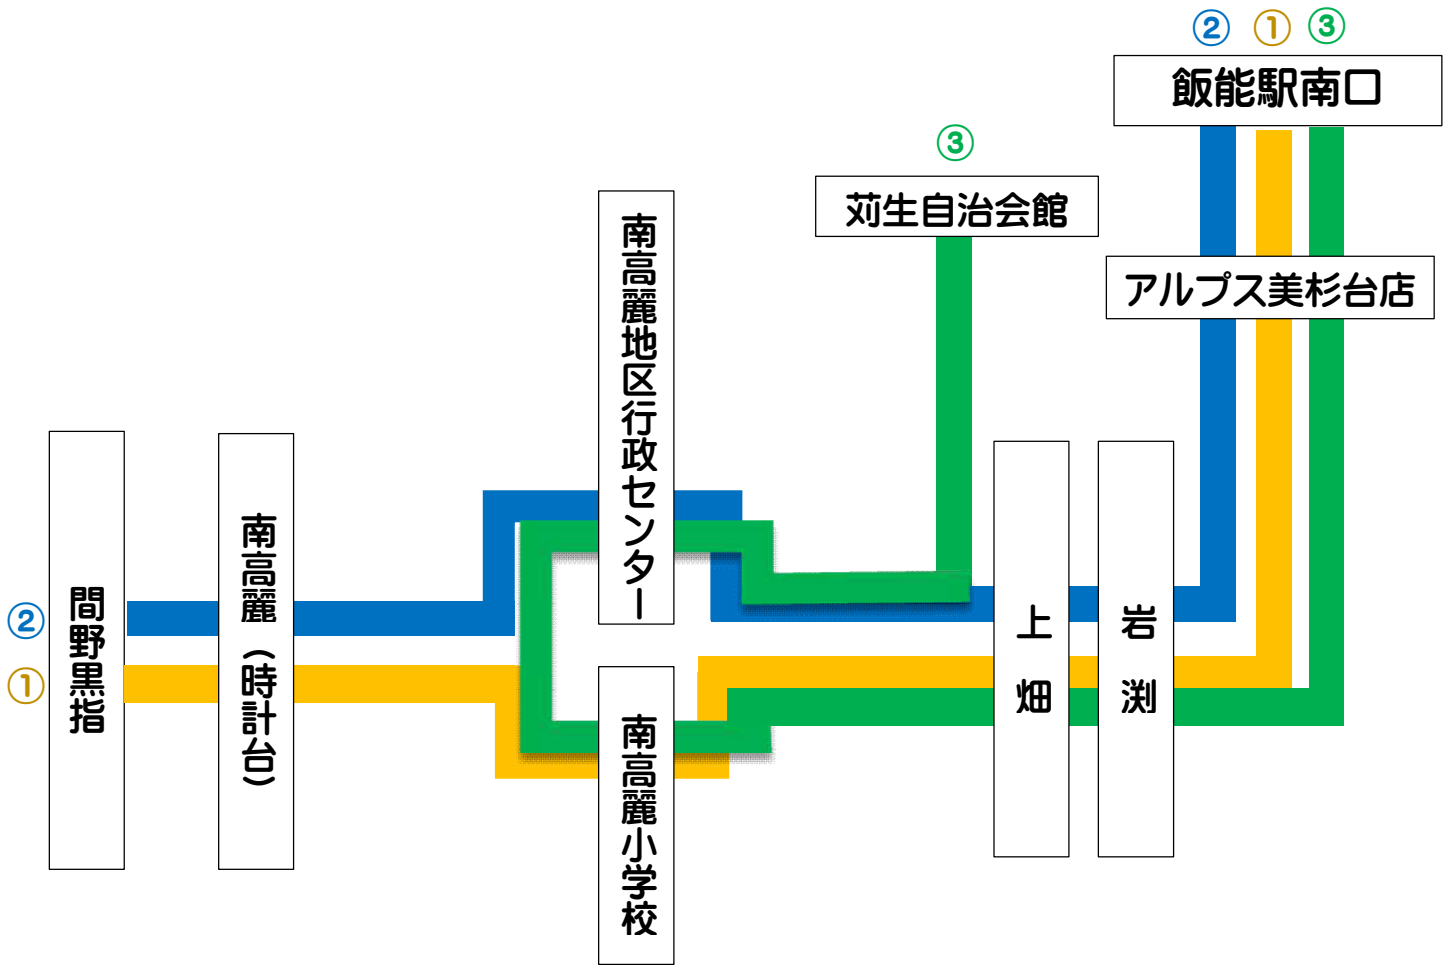 ② ① ③
飯能駅南口
③
苅生自治会館
アルプス美杉台店
南高麗地区行政センター
間野黒指
南高麗（時計台）
上畑
岩渕
②
①
南高麗小学校